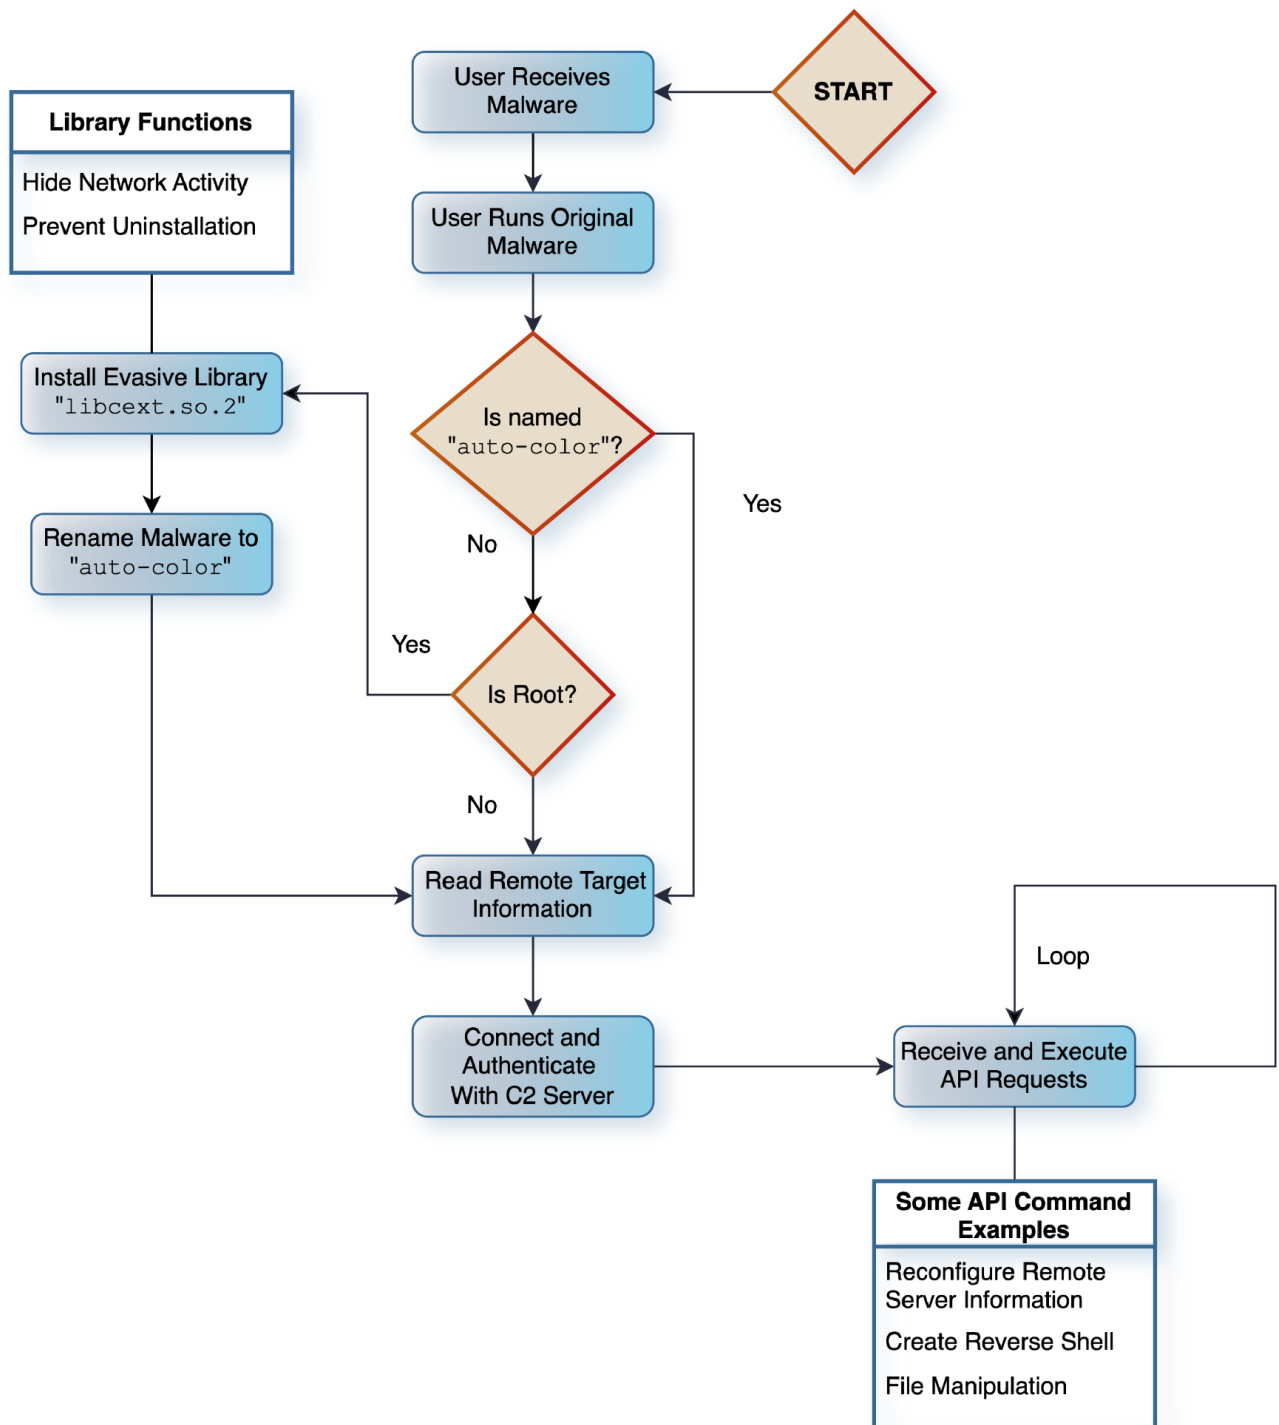 START
User Receives
Malware
User Runs Original
Malware
Library Functions
Hide Network Activity
Prevent Uninstallation
Install Evasive Library
"libcext.so.2"
Rename Malware to
"auto-color"
Is named
"auto-color"?
Yes
No
Yes
Is Root?
No
Read Remote Target
Information
Connect and
Authenticate
With C2 Server
Loop
Receive and Execute
API Requests
Some API Command
Examples
Reconfigure Remote
Server Information
Create Reverse Shell
File Manipulation